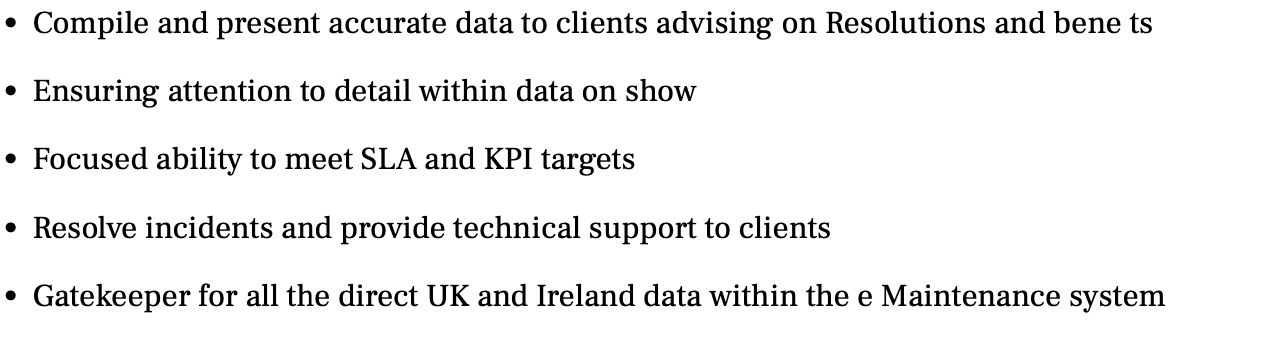 • Compile and present accurate data to clients advising on Resolutions and bene ts
• Ensuring attention to detail within data on show
• Focused ability to meet SLA and KPI targets
• Resolve incidents and provide technical support to clients
• Gatekeeper for all the direct UK and Ireland data within the e Maintenance system